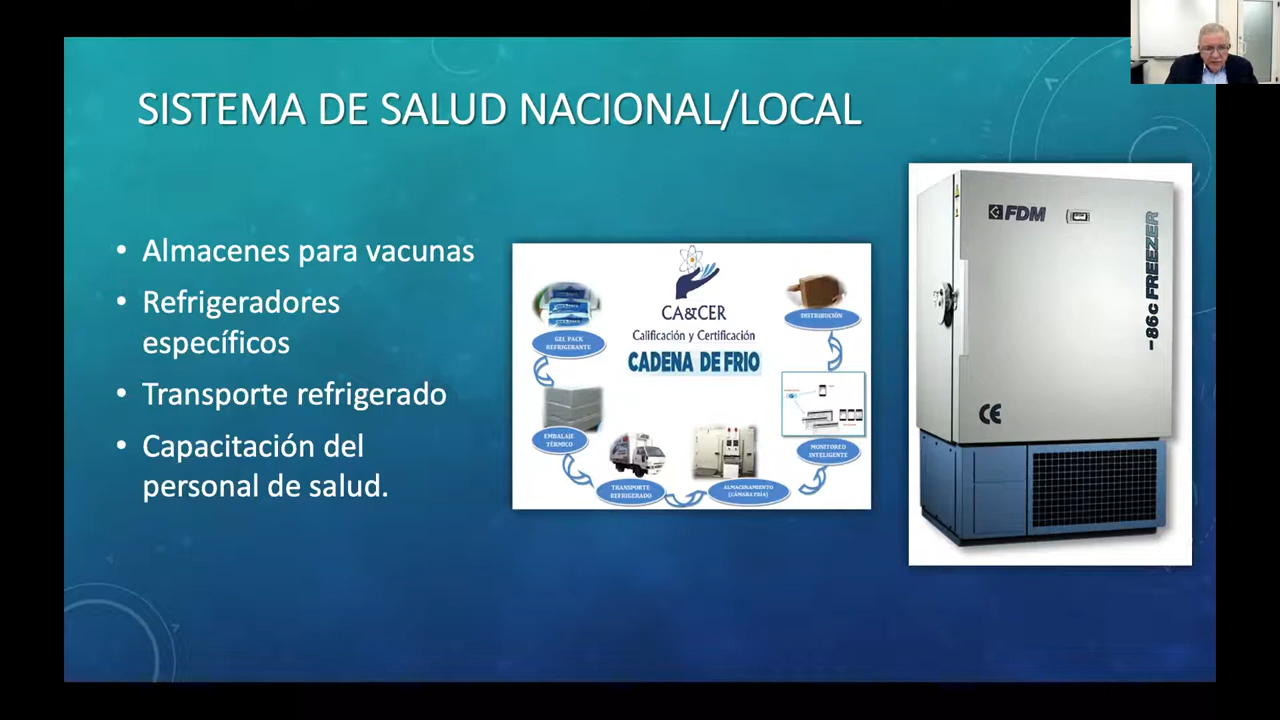 SISTEMA DE SALUD NACIONAL/LOCAL
• Almacenes para vacunas
• Refrigeradores
específicos
• Transporte refrigerado
• Capacitación del
personal de salud.
CA&CER
Calificación y Certificación
CADENA DE FRIO
GEL PACK
REFRIGERANTE
EMBALAJE
TÉRMICO
TRANSPORTE
REFRIGERADO
ALMACENAMIENTO
(CÁMARA FRÍA)
MONITOREO
INTELIGENTE
DISTRIBUCIÓN
FDM
-86c FREEZER
CE